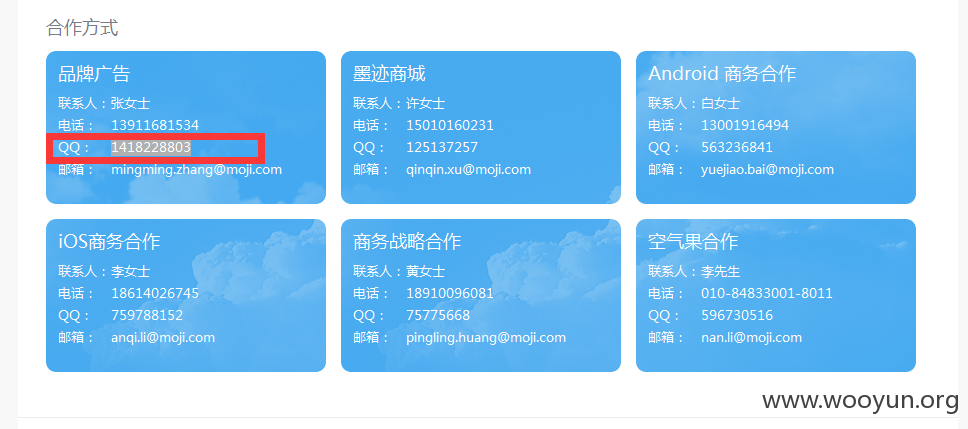 合作方式
品牌广告
联系人：张女士
电话： 13911681534
QQ： 1418228803
邮箱： mingming.zhang@moji.com
墨迹商城
联系人：许女士
电话： 15010160231
QQ： 125137257
邮箱： qinqin.xu@moji.com
Android 商务合作
联系人：白女士
电话： 13001916494
QQ： 563236841
邮箱： yuejiao.bai@moji.com
iOS商务合作
联系人：李女士
电话： 18614026745
QQ： 759788152
邮箱： anqi.li@moji.com
商务战略合作
联系人：黄女士
电话： 18910096081
QQ： 75775668
邮箱： pingling.huang@moji.com
空气果合作
联系人：李先生
电话： 010-84833001-8011
QQ： 596730516
邮箱： nan.li@moji.com
www.wooyun.org